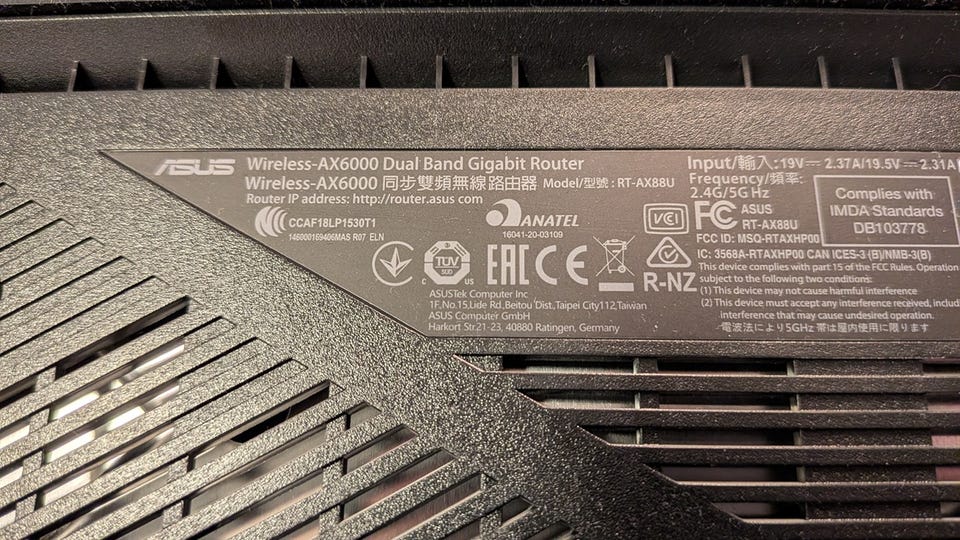 ASUS Wireless-AX6000 Dual Band Gigabit Router
Wireless-AX6000 同步雙頻無線路由器 Model/型號 : RT-AX88U
Router IP address: http://router.asus.com
CCAF18LP1530T1
146000169406MAS R07 ELN
ANATEL
16041-20-03109
C TÜV SÜD US
EAC CE
ASUSTek Computer Inc
1F.,No.15,Lide Rd.,Beitou Dist.,Taipei City112,Taiwan
ASUS Computer GmbH
Harkort Str.21-23, 40880 Ratingen, Germany
Input/輸入:19V⎓2.37A/19.5V⎓2.31A
Frequency/頻率:
2.4G/5G Hz
VCI FC ASUS
RT-AX88U
Complies with
IMDA Standards
DB103778
FCC ID: MSQ-RTAXHP00
IC: 3568A-RTAXHP00 CAN ICES-3 (B)/NMB-3(B)
R-NZ
This device complies with part 15 of the FCC Rules. Operation
subject to the following two conditions:
(1) This device may not cause harmful interference
(2) This device must accept any interference received, includi
interference that may cause undesired operation.
電波法により5GHz 帯は屋内使用に限ります